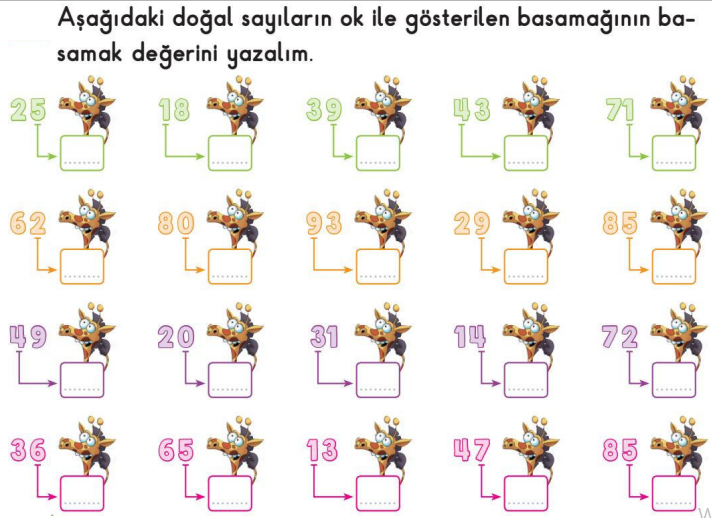 Aşağıdaki doğal sayıların ok ile gösterilen basamağının ba-
samak değerini yazalım.
25 18 39 43 71
62 80 93 29 85
49 20 31 14 72
36 65 13 47 85